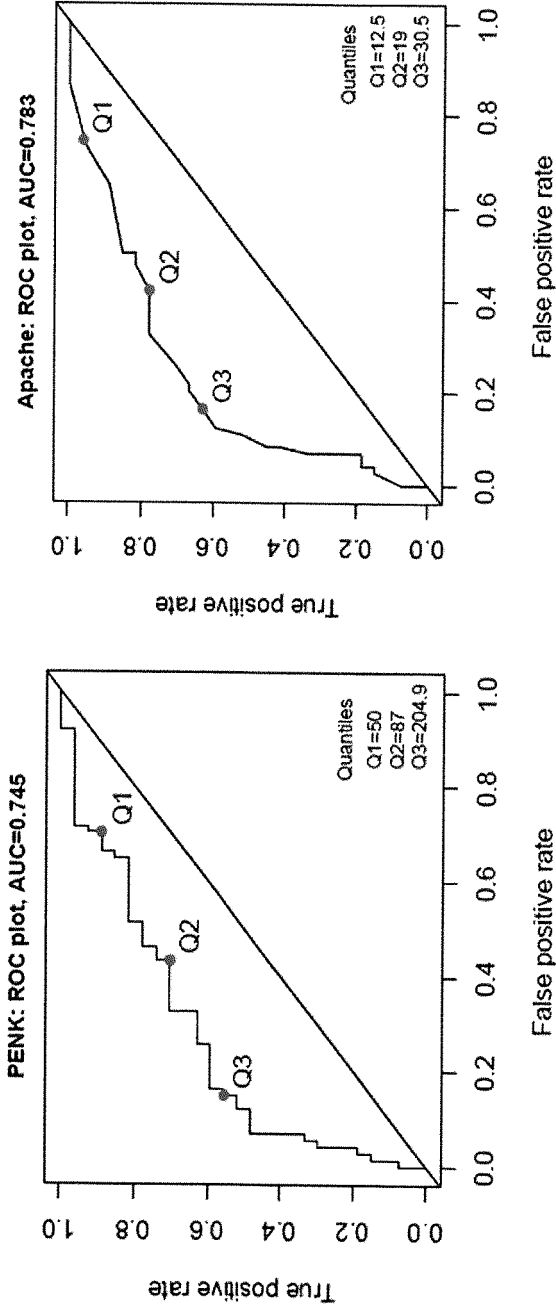 PENK: ROC plot, AUC=0.745
True positive rate
1.0
0.8
0.6
0.4
0.2
0.0
Q1
Q2
Q3
Quantiles
Q1=50
Q2=87
Q3=204.9
0.0 0.2 0.4 0.6 0.8 1.0
False positive rate
Apache: ROC plot, AUC=0.783
True positive rate
1.0
0.8
0.6
0.4
0.2
0.0
Q1
Q2
Q3
Quantiles
Q1=12.5
Q2=19
Q3=30.5
0.0 0.2 0.4 0.6 0.8 1.0
False positive rate